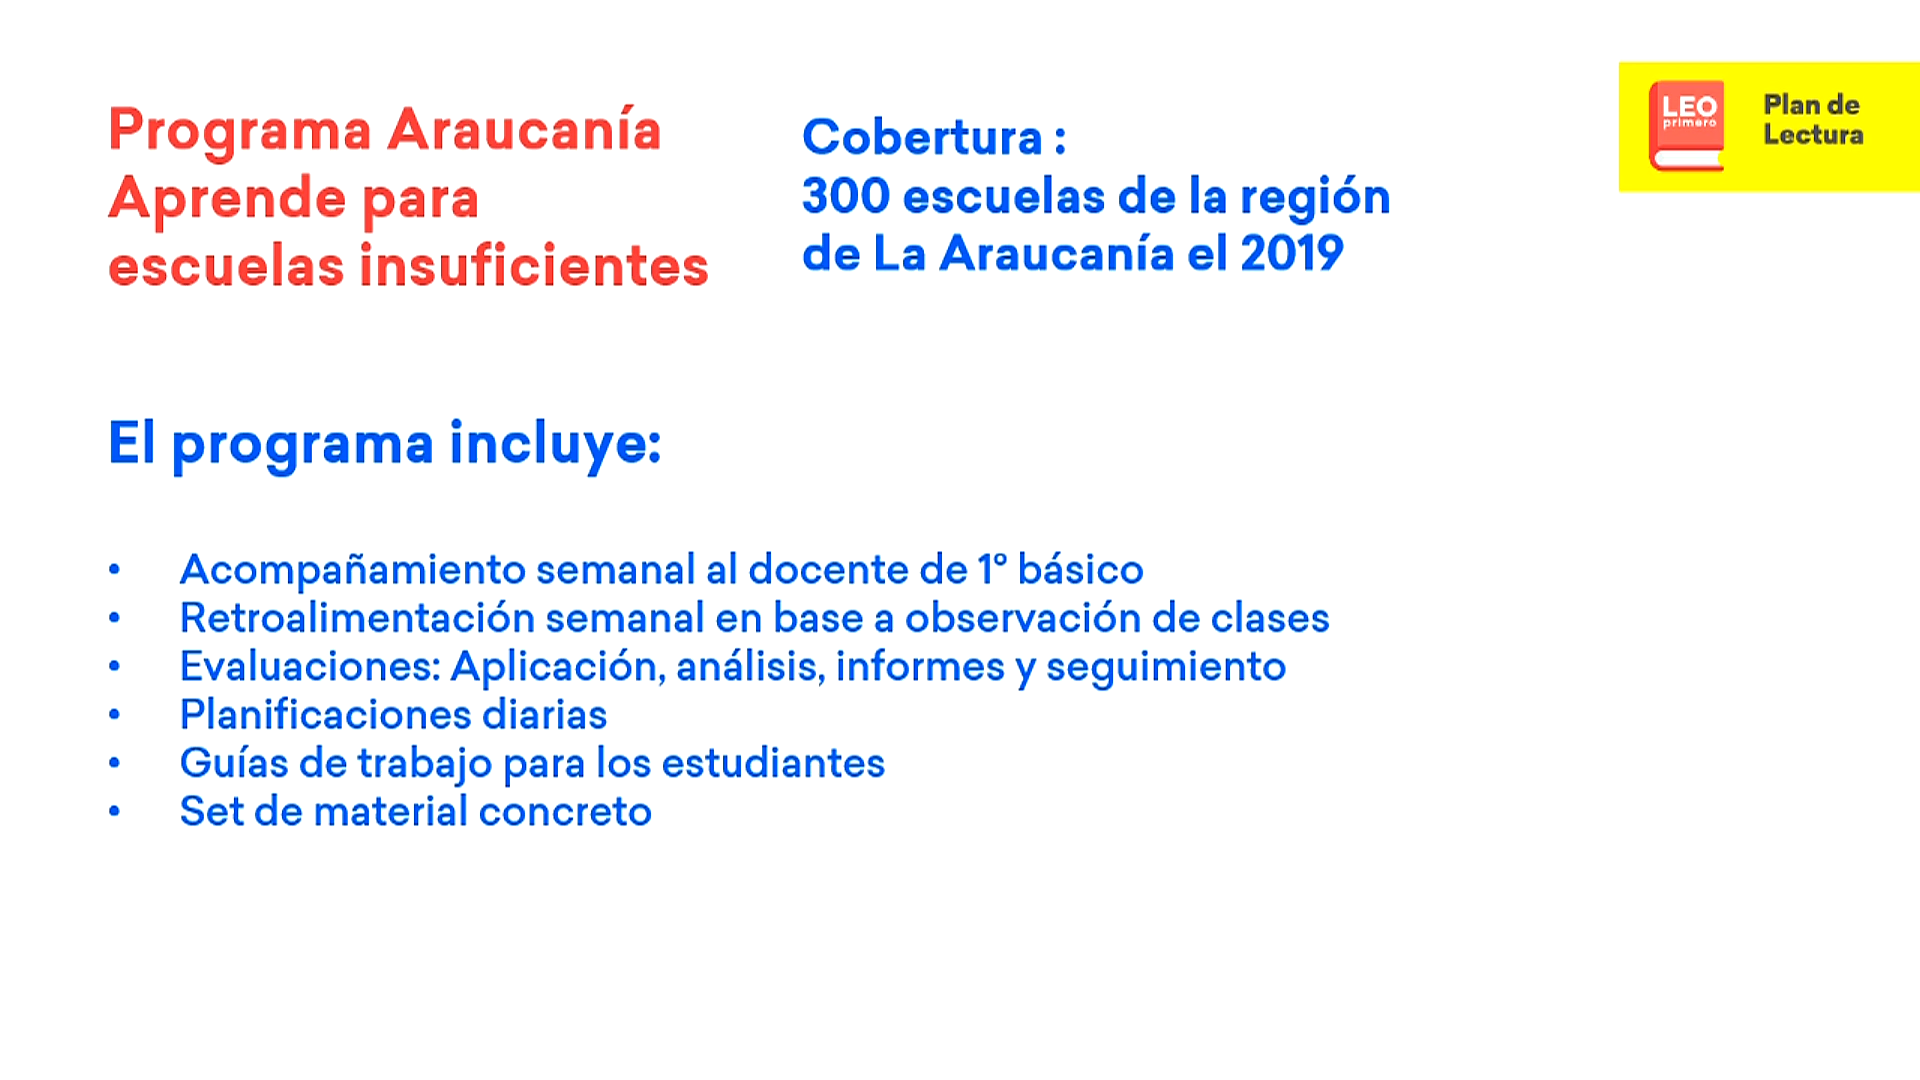 Programa Araucanía
Aprende para
escuelas insuficientes
Cobertura :
300 escuelas de la región
de La Araucanía el 2019
LEO
primero
Plan de
Lectura
El programa incluye:
• Acompañamiento semanal al docente de 1° básico
• Retroalimentación semanal en base a observación de clases
• Evaluaciones: Aplicación, análisis, informes y seguimiento
• Planificaciones diarias
• Guías de trabajo para los estudiantes
• Set de material concreto